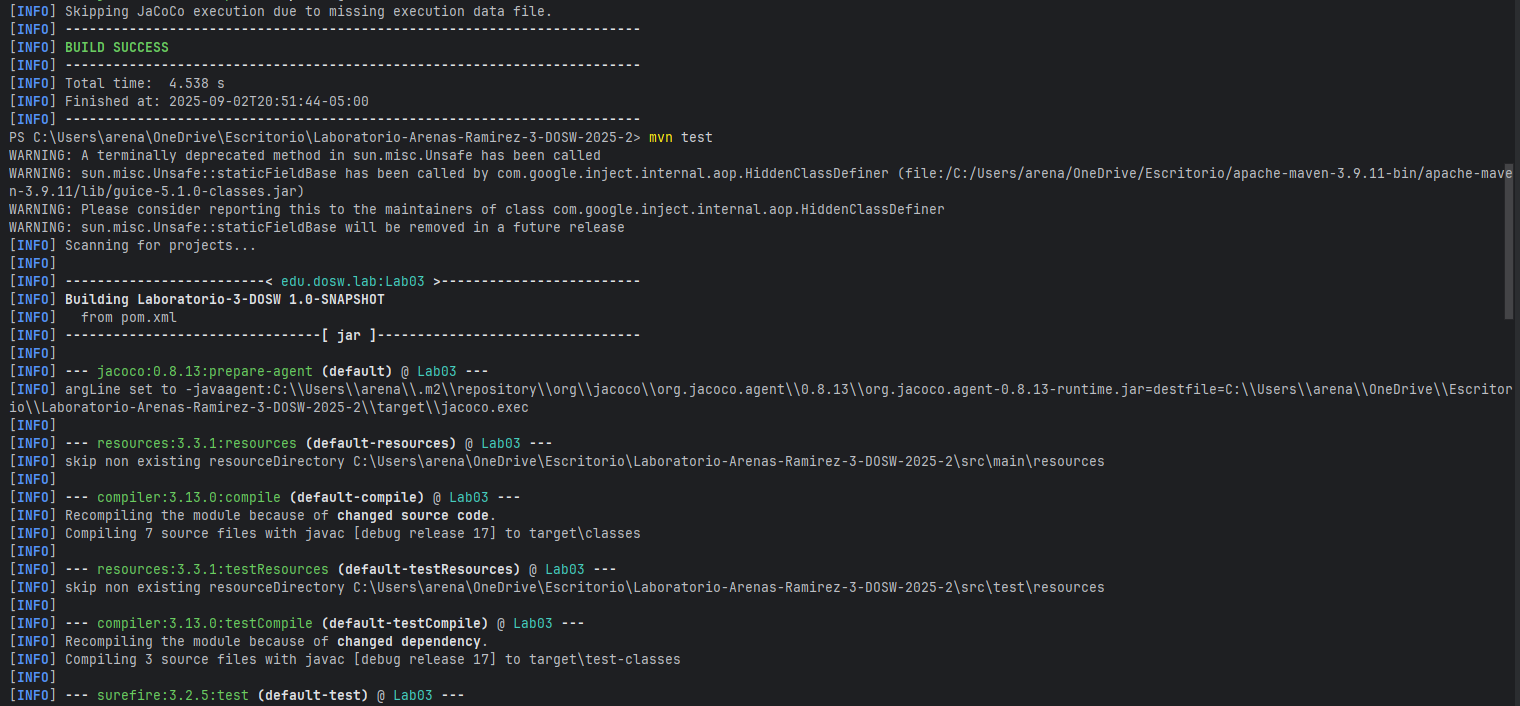 [INFO] Skipping JaCoCo execution due to missing execution data file.
[INFO] ------------------------------------------------------------------------
[INFO] BUILD SUCCESS
[INFO] ------------------------------------------------------------------------
[INFO] Total time:  4.538 s
[INFO] Finished at: 2025-09-02T20:51:44-05:00
[INFO] ------------------------------------------------------------------------
PS C:\Users\arena\OneDrive\Escritorio\Laboratorio-Arenas-Ramirez-3-DOSW-2025-2> mvn test
WARNING: A terminally deprecated method in sun.misc.Unsafe has been called
WARNING: sun.misc.Unsafe::staticFieldBase has been called by com.google.inject.internal.aop.HiddenClassDefiner (file:/C:/Users/arena/OneDrive/Escritorio/apache-maven-3.9.11-bin/apache-mave
n-3.9.11/lib/guice-5.1.0-classes.jar)
WARNING: Please consider reporting this to the maintainers of class com.google.inject.internal.aop.HiddenClassDefiner
WARNING: sun.misc.Unsafe::staticFieldBase will be removed in a future release
[INFO] Scanning for projects...
[INFO]
[INFO] -------------------------< edu.dosw.lab:Lab03 >-------------------------
[INFO] Building Laboratorio-3-DOSW 1.0-SNAPSHOT
[INFO]   from pom.xml
[INFO] --------------------------------[ jar ]---------------------------------
[INFO]
[INFO] --- jacoco:0.8.13:prepare-agent (default) @ Lab03 ---
[INFO] argLine set to -javaagent:C:\\Users\\arena\\.m2\\repository\\org\\jacoco\\org.jacoco.agent\\0.8.13\\org.jacoco.agent-0.8.13-runtime.jar=destfile=C:\\Users\\arena\\OneDrive\\Escritor
io\\Laboratorio-Arenas-Ramirez-3-DOSW-2025-2\\target\\jacoco.exec
[INFO]
[INFO] --- resources:3.3.1:resources (default-resources) @ Lab03 ---
[INFO] skip non existing resourceDirectory C:\Users\arena\OneDrive\Escritorio\Laboratorio-Arenas-Ramirez-3-DOSW-2025-2\src\main\resources
[INFO]
[INFO] --- compiler:3.13.0:compile (default-compile) @ Lab03 ---
[INFO] Recompiling the module because of changed source code.
[INFO] Compiling 7 source files with javac [debug release 17] to target\classes
[INFO]
[INFO] --- resources:3.3.1:testResources (default-testResources) @ Lab03 ---
[INFO] skip non existing resourceDirectory C:\Users\arena\OneDrive\Escritorio\Laboratorio-Arenas-Ramirez-3-DOSW-2025-2\src\test\resources
[INFO]
[INFO] --- compiler:3.13.0:testCompile (default-testCompile) @ Lab03 ---
[INFO] Recompiling the module because of changed dependency.
[INFO] Compiling 3 source files with javac [debug release 17] to target\test-classes
[INFO]
[INFO] --- surefire:3.2.5:test (default-test) @ Lab03 ---